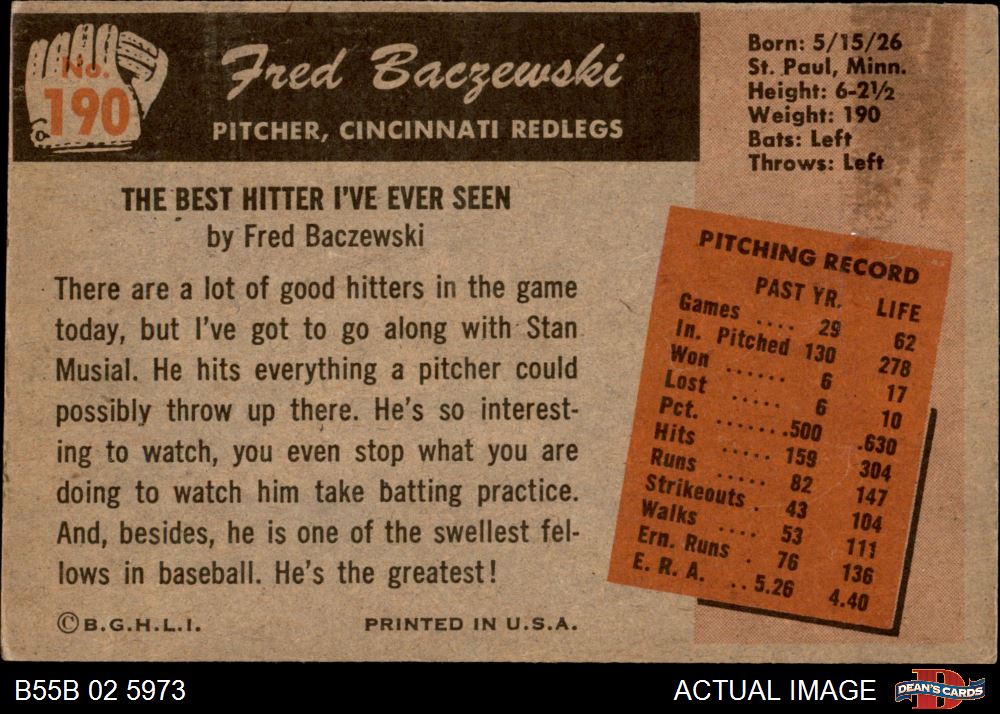 No.
190
Fred Baczewski
PITCHER, CINCINNATI REDLEGS
Born: 5/15/26
St. Paul, Minn.
Height: 6-2½
Weight: 190
Bats: Left
Throws: Left
THE BEST HITTER I'VE EVER SEEN
by Fred Baczewski
There are a lot of good hitters in the game
today, but I've got to go along with Stan
Musial. He hits everything a pitcher could
possibly throw up there. He's so interest-
ing to watch, you even stop what you are
doing to watch him take batting practice.
And, besides, he is one of the swellest fel-
lows in baseball. He's the greatest!
PITCHING RECORD
PAST YR. LIFE
Games .... 29 62
In. Pitched 130 278
Won ...... 6 17
Lost ..... 6 10
Pct. ....... .500 .630
Hits ..... 159 304
Runs ..... 82 147
Strikeouts . 43 104
Walks .... 53 111
Ern. Runs . 76 136
E. R. A. .. 5.26 4.40
©B.G.H.L.I. PRINTED IN U.S.A.
B55B 02 5973 ACTUAL IMAGE
D
DEAN'S CARDS